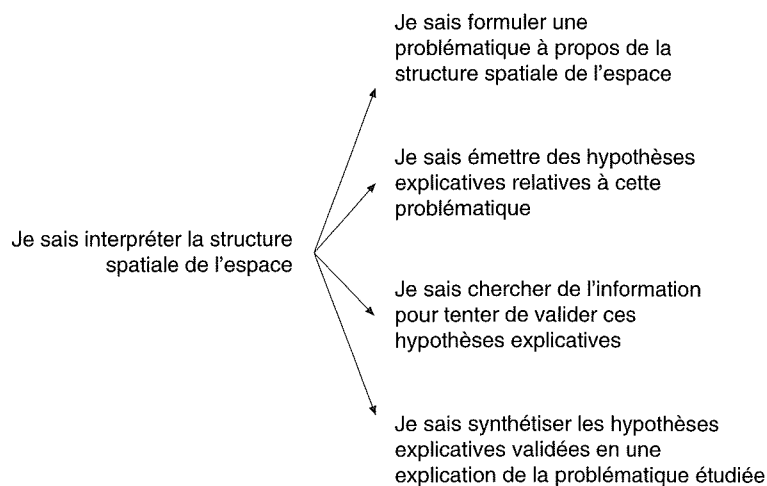 Je sais formuler une
problématique à propos de la
structure spatiale de l'espace
Je sais émettre des hypothèses
explicatives relatives à cette
problématique
Je sais interpréter la structure
spatiale de l'espace
Je sais chercher de l'information
pour tenter de valider ces
hypothèses explicatives
Je sais synthétiser les hypothèses
explicatives validées en une
explication de la problématique étudiée